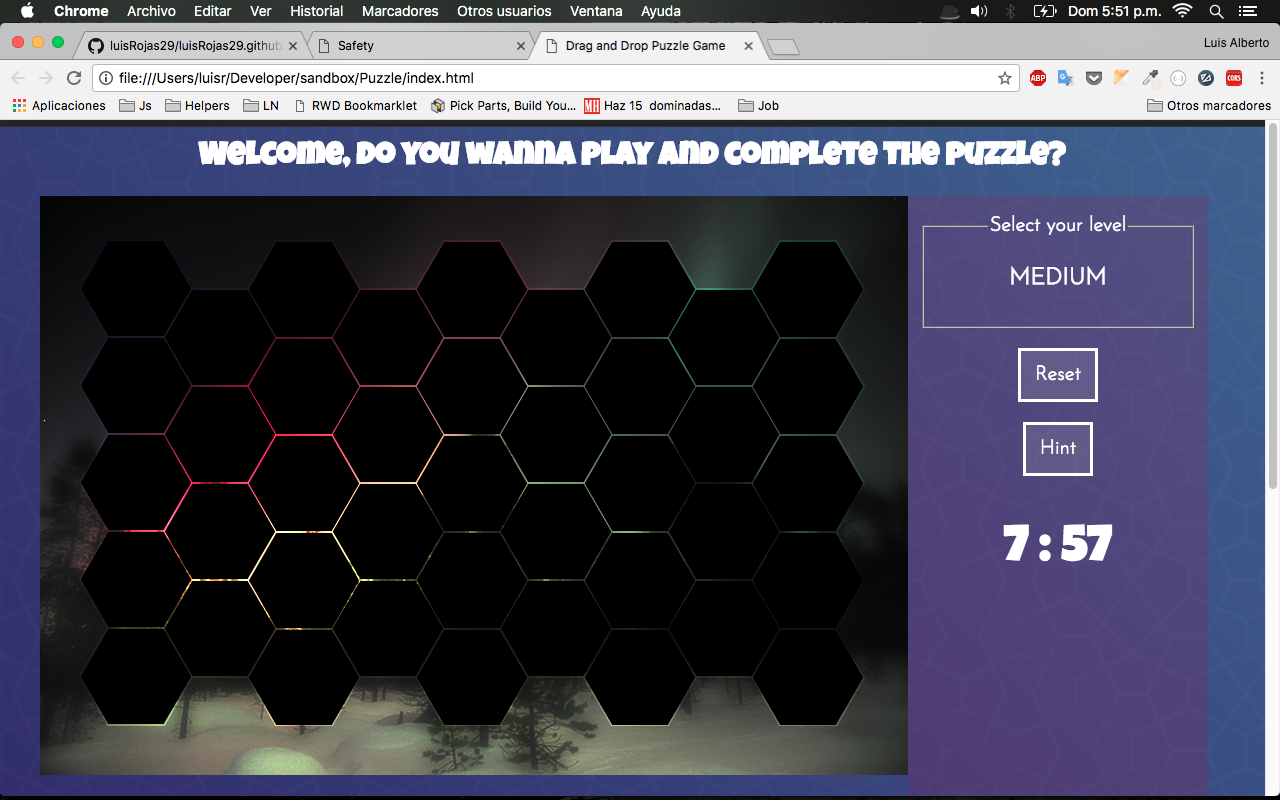 Chrome Archivo Editar Ver Historial Marcadores Otros usuarios Ventana Ayuda Dom 5:51 p.m.
luisRojas29/luisRojas29.github Safety Drag and Drop Puzzle Game Luis Alberto
file:///Users/luisr/Developer/sandbox/Puzzle/index.html ABP CORS
Aplicaciones Js Helpers LN RWD Bookmarklet Pick Parts, Build You... MH Haz 15 dominadas... Job Otros marcadores
Welcome, do you wanna play and complete the puzzle?
Select your level
MEDIUM
Reset
Hint
7 : 57